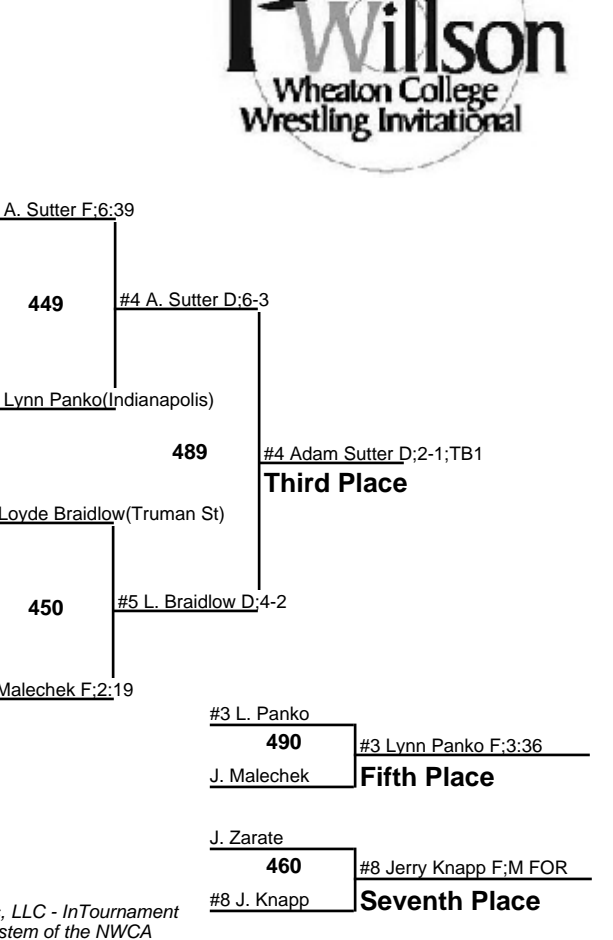 Willson
Wheaton College
Wrestling Invitational
A. Sutter F;6:39
449
#4 A. Sutter D;6-3
Lynn Panko(Indianapolis)
489
#4 Adam Sutter D;2-1;TB1
Third Place
Loyde Braidlow(Truman St)
450
#5 L. Braidlow D;4-2
Malechek F;2:19
#3 L. Panko
490
#3 Lynn Panko F;3:36
J. Malechek
Fifth Place
J. Zarate
460
#8 Jerry Knapp F;M FOR
#8 J. Knapp
Seventh Place
, LLC - InTournament
stem of the NWCA